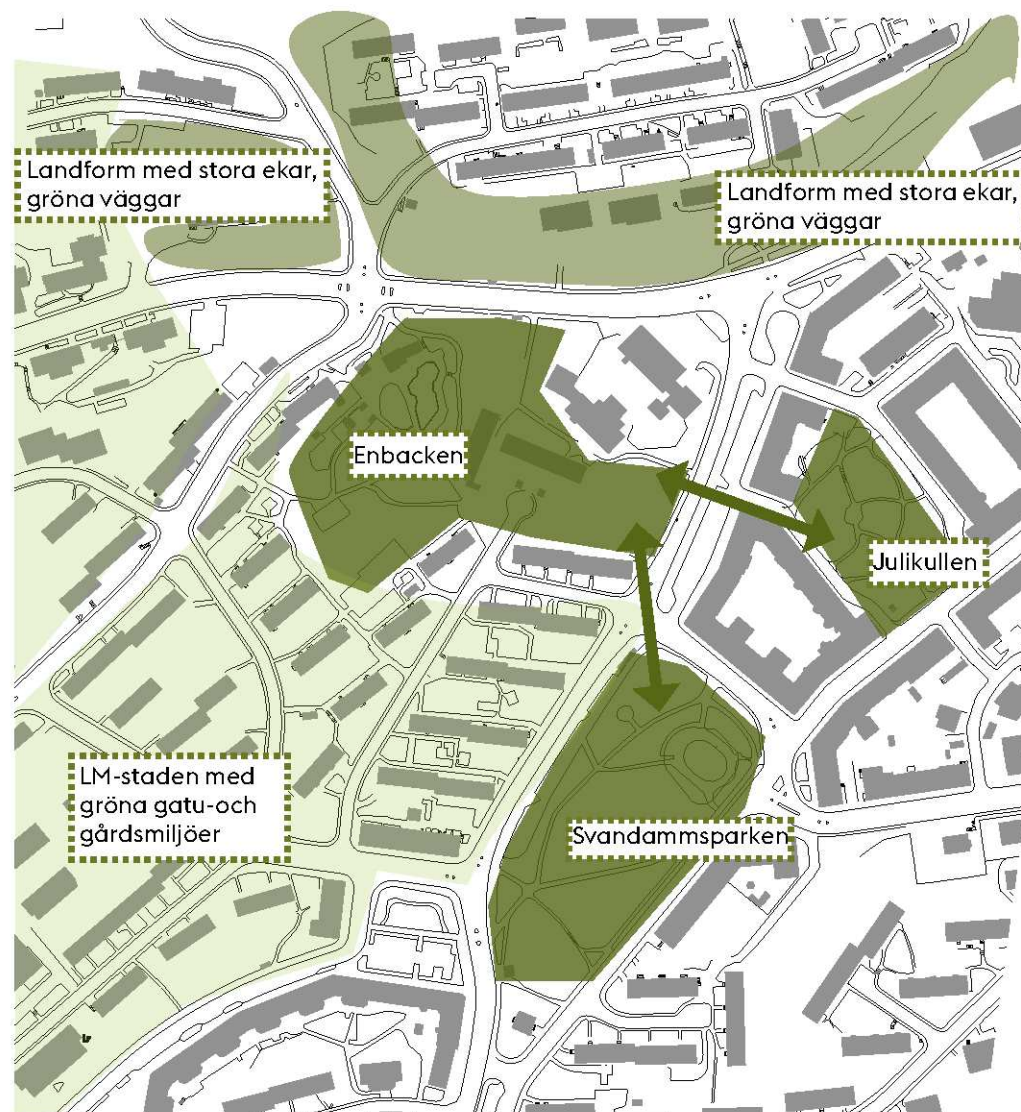 Landform med stora ekar,
gröna väggar
Landform med stora ekar,
gröna väggar
Enbacken
Julikullen
LM-staden med
gröna gatu-och
gårdsmiljöer
Svandammsparken